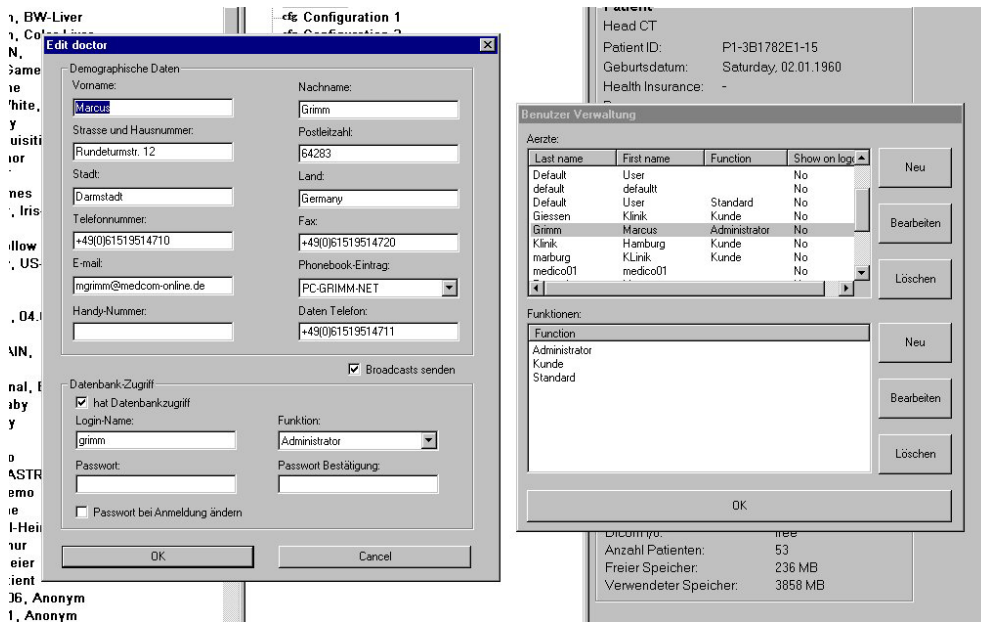 n, BW-Liver
cfg Configuration 1
Patient
Head CT
Patient ID: P1-3B1782E1-15
Geburtsdatum: Saturday, 02.01.1960
Health Insurance: -
Edit doctor
Demographische Daten
Vorname: Nachname:
Marcus Grimm
Strasse und Hausnummer: Postleitzahl:
Rundeturmstr. 12 64283
Stadt: Land:
Darmstadt Germany
Telefonnummer: Fax:
+49(0)61519514710 +49(0)61519514720
E-mail: Phonebook-Eintrag:
mgrimm@medcom-online.de PC-GRIMM-NET
Handy-Nummer: Daten Telefon:
+49(0)61519514711
Broadcasts senden
Datenbank-Zugriff
hat Datenbankzugriff
Login-Name: Funktion:
grimm Administrator
Passwort: Passwort Bestätigung:
Passwort bei Anmeldung ändern
OK Cancel
Benutzer Verwaltung
Aerzte:
Last name First name Function Show on logo
Default User No
default defaultt No
Default User Standard No
Giessen Klinik Kunde No
Grimm Marcus Administrator No
Klinik Hamburg Kunde No
marburg KLinik Kunde No
medico01 medico01 No
Neu
Bearbeiten
Löschen
Funktionen:
Function
Administrator
Kunde
Standard
Neu
Bearbeiten
Löschen
OK
Anzahl Patienten: 53
Freier Speicher: 236 MB
Verwendeter Speicher: 3858 MB
06, Anonym
1, Anonym